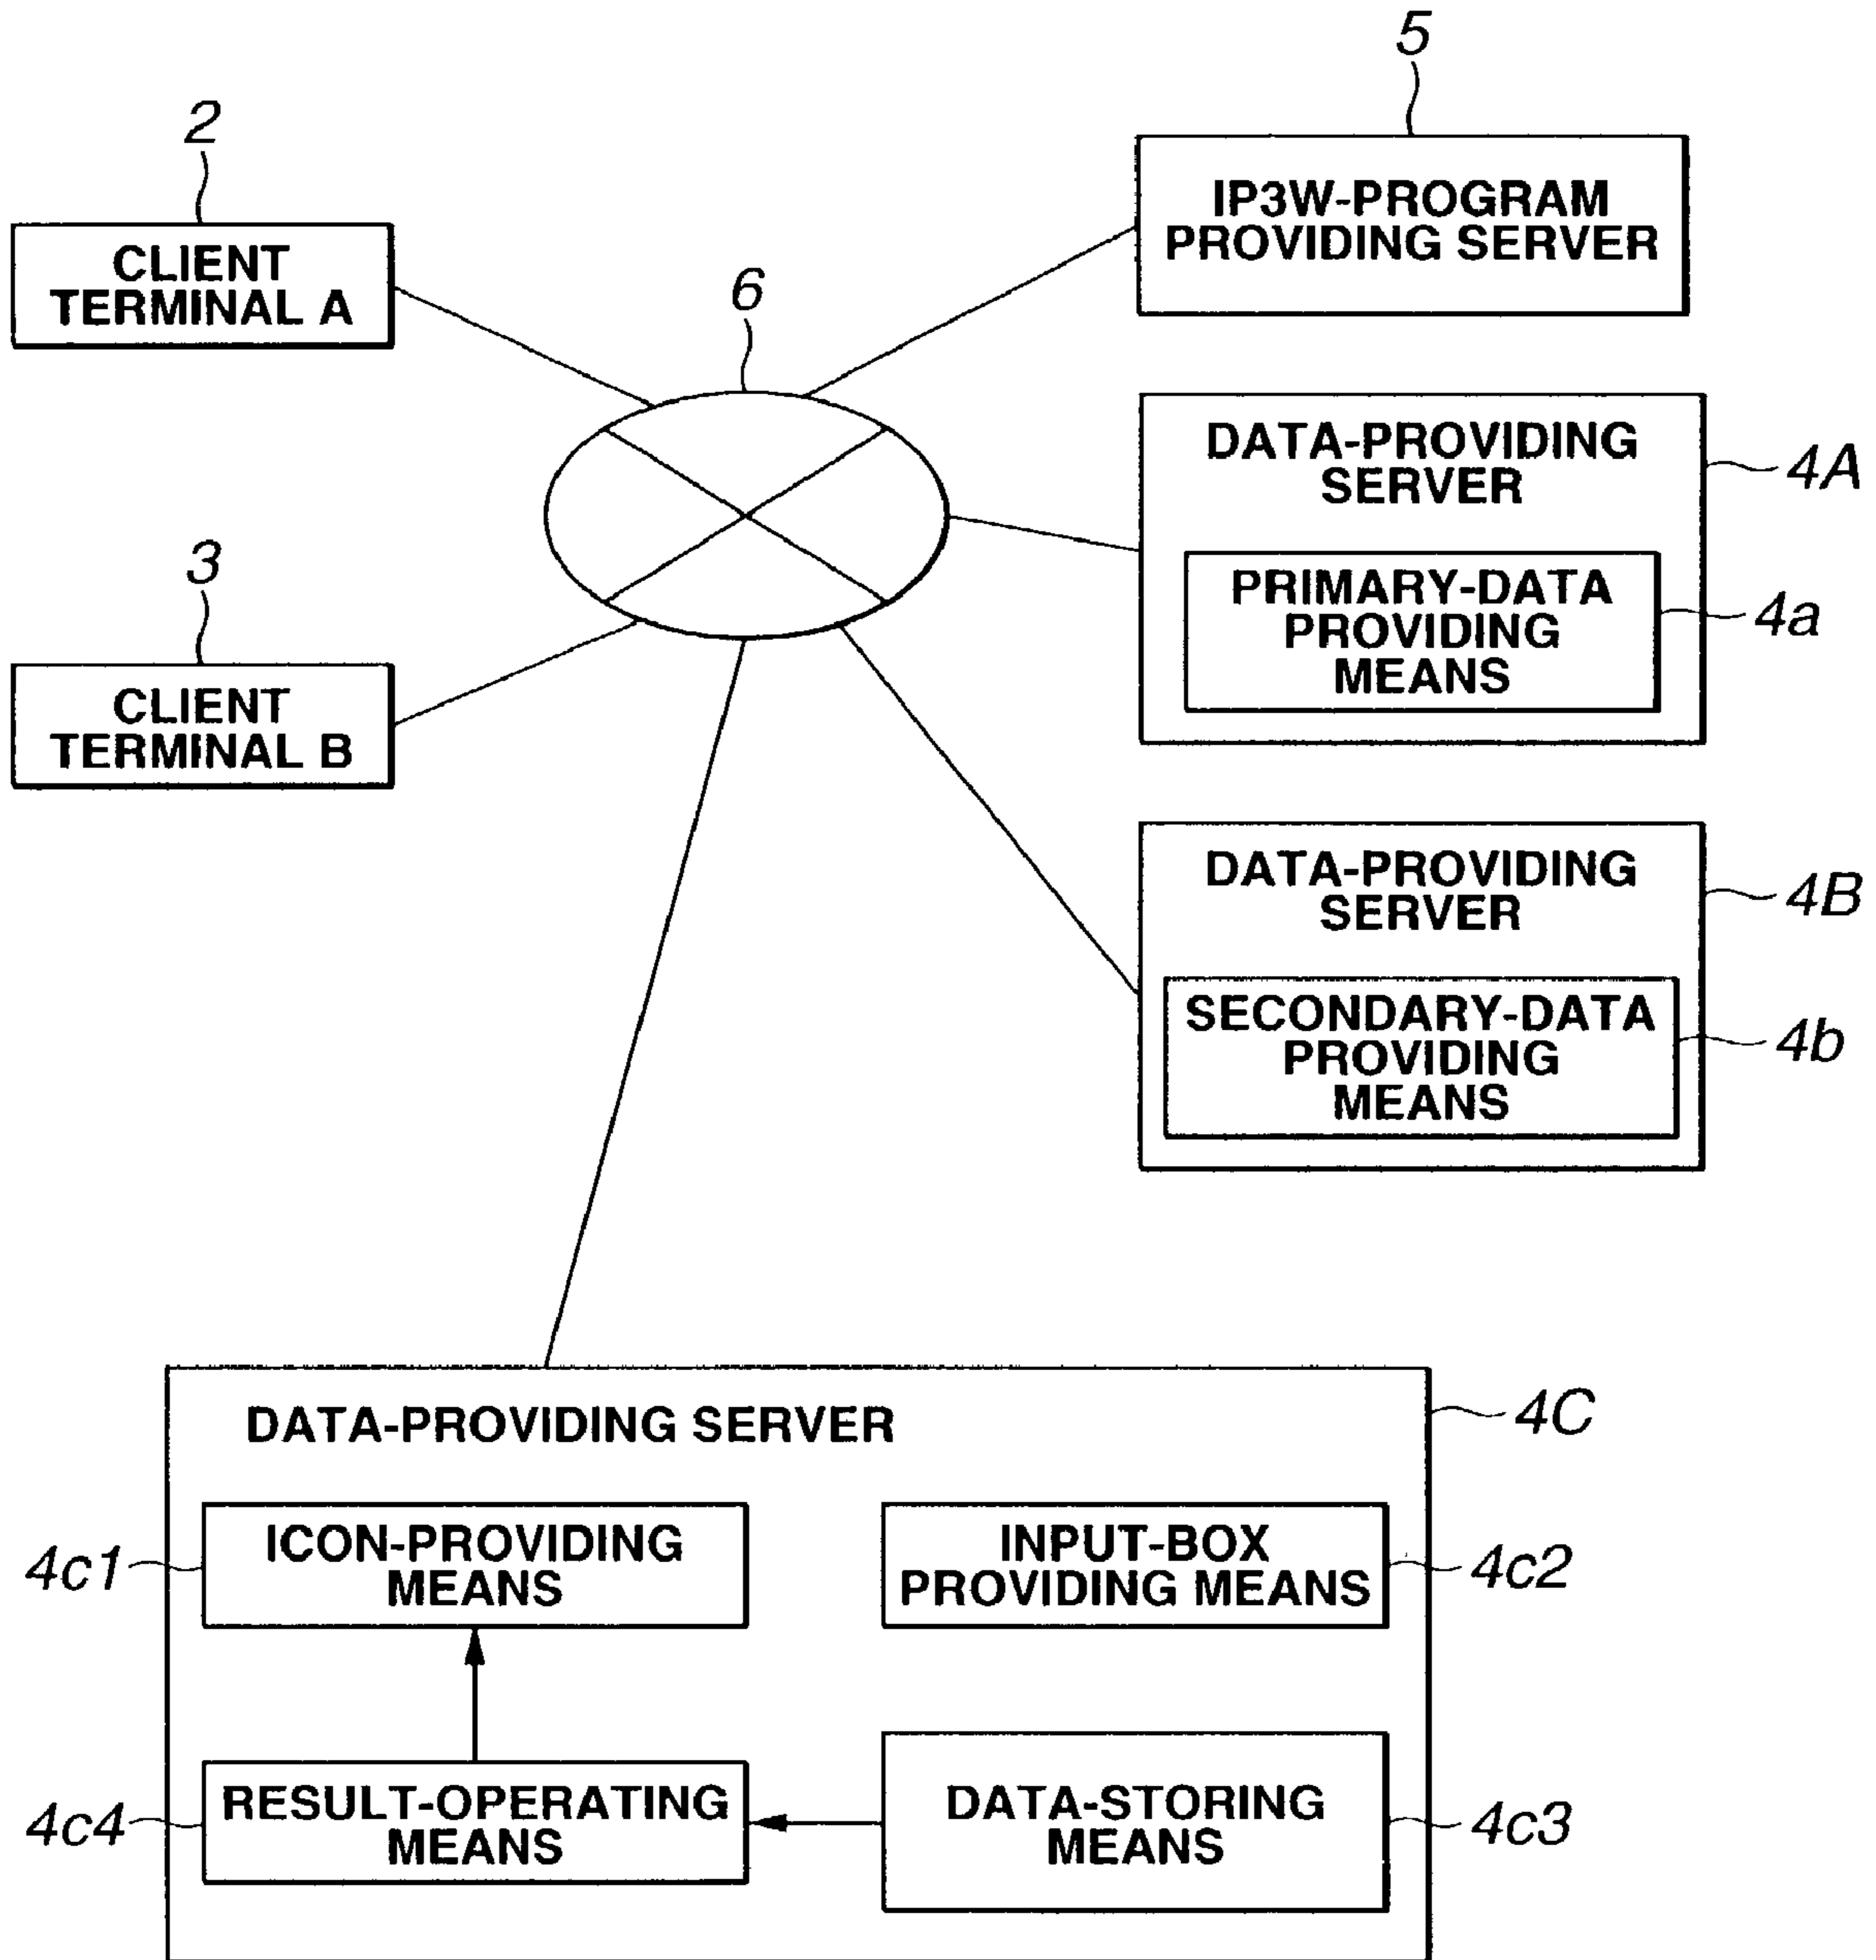 5
2
IP3W-PROGRAM
PROVIDING SERVER
CLIENT
TERMINAL A
6
DATA-PROVIDING
SERVER
4A
3
PRIMARY-DATA
PROVIDING
MEANS
4a
CLIENT
TERMINAL B
DATA-PROVIDING
SERVER
4B
SECONDARY-DATA
PROVIDING
MEANS
4b
DATA-PROVIDING SERVER
4C
4c1
ICON-PROVIDING
MEANS
INPUT-BOX
PROVIDING MEANS
4c2
4c4
RESULT-OPERATING
MEANS
DATA-STORING
MEANS
4c3